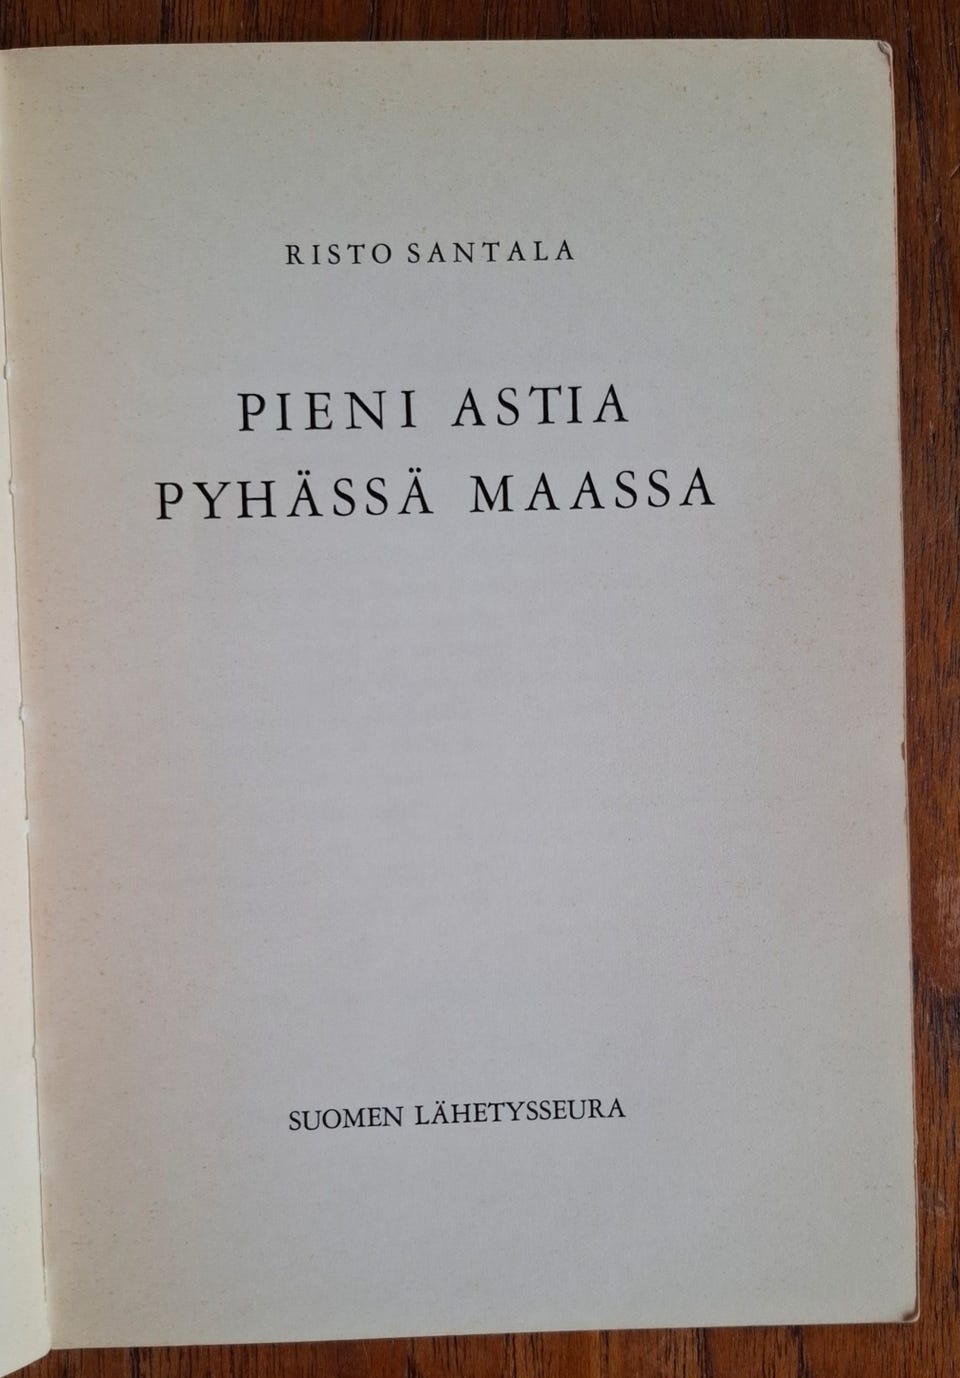 RISTO SANTALA
PIENI ASTIA
PYHÄSSÄ MAASSA
SUOMEN LÄHETYSSEURA